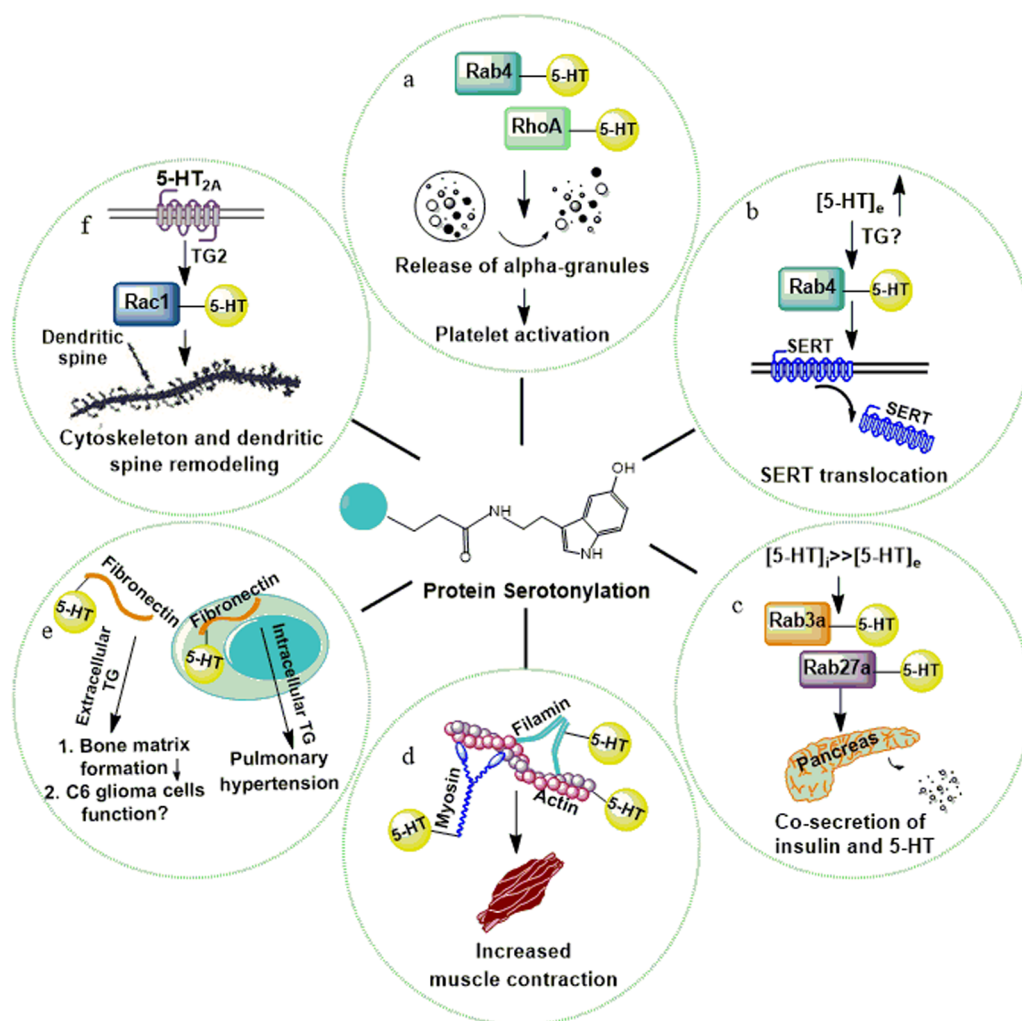 a
Rab4
5-HT
RhoA
5-HT
Release of alpha-granules
Platelet activation
b
[5-HT]e
TG?
Rab4
5-HT
SERT
SERT
SERT translocation
[5-HT]i>>[5-HT]e
c
Rab3a
5-HT
Rab27a
5-HT
Pancreas
Co-secretion of
insulin and 5-HT
d
Filamin
5-HT
Myosin
Actin
5-HT
5-HT
Increased
muscle contraction
e
Fibronectin
5-HT
Extracellular
TG
1. Bone matrix
formation
2. C6 glioma cells
function?
Fibronectin
5-HT
Intracellular TG
Pulmonary
hypertension
f
5-HT2A
TG2
Rac1
5-HT
Dendritic
spine
Cytoskeleton and dendritic
spine remodeling
OH
NH
O
NH
Protein Serotonylation